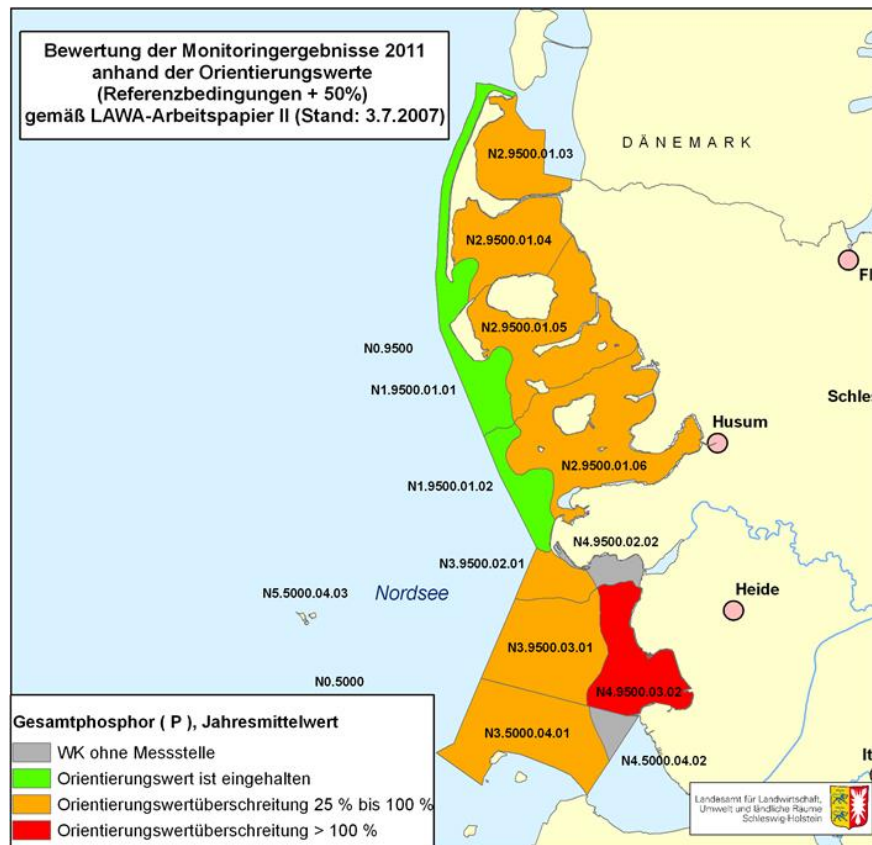 Bewertung der Monitoringergebnisse 2011
anhand der Orientierungswerte
(Referenzbedingungen + 50%)
gemäß LAWA-Arbeitspapier II (Stand: 3.7.2007)
DÄNEMARK
N2.9500.01.03
N2.9500.01.04
Fl
N2.9500.01.05
N0.9500
N1.9500.01.01
Schles
Husum
N2.9500.01.06
N1.9500.01.02
N4.9500.02.02
N3.9500.02.01
N5.5000.04.03
Nordsee
Heide
N3.9500.03.01
N0.5000
N4.9500.03.02
N3.5000.04.01
N4.5000.04.02
It
Gesamtphosphor ( P ), Jahresmittelwert
WK ohne Messstelle
Orientierungswert ist eingehalten
Orientierungswertüberschreitung 25 % bis 100 %
Orientierungswertüberschreitung > 100 %
Landesamt für Landwirtschaft,
Umwelt und ländliche Räume
Schleswig-Holstein